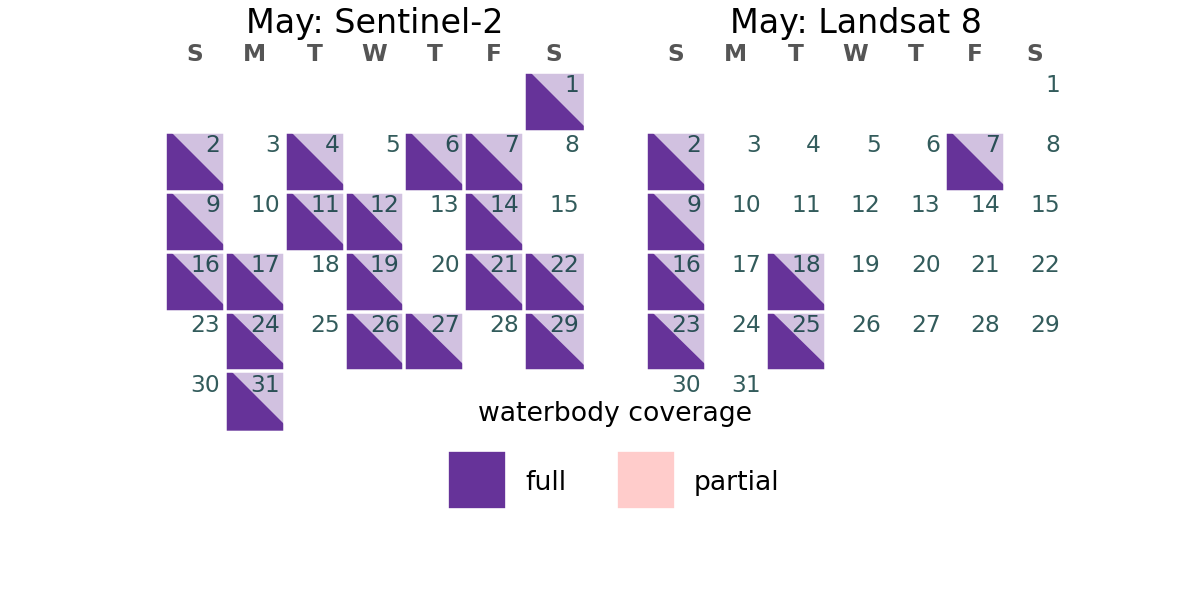 May: Sentinel-2
S M T W T F S
1
2 3 4 5 6 7 8
9 10 11 12 13 14 15
16 17 18 19 20 21 22
23 24 25 26 27 28 29
30 31
May: Landsat 8
S M T W T F S
1
2 3 4 5 6 7 8
9 10 11 12 13 14 15
16 17 18 19 20 21 22
23 24 25 26 27 28 29
30 31
waterbody coverage
full
partial